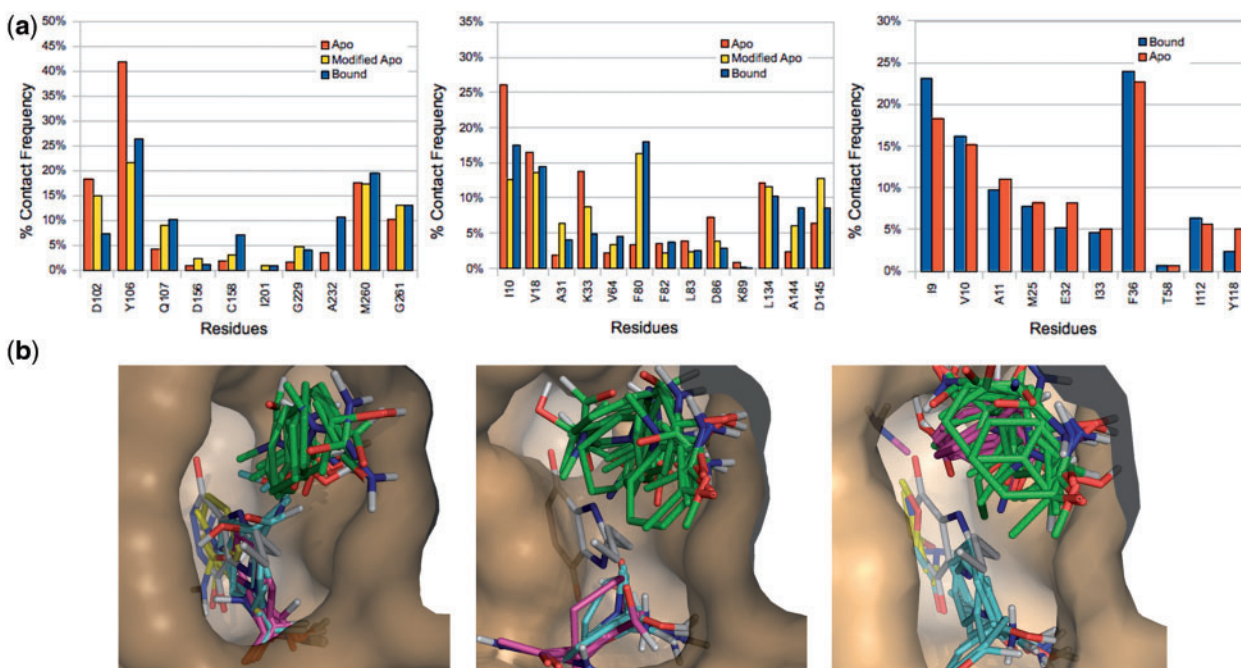 (a)
50%
45%
40%
35%
30%
25%
20%
15%
10%
5%
0%
% Contact Frequency
Apo
Modified Apo
Bound
D102 Y106 Q107 D156 C158 I201 G229 A232 M260 G261
Residues
35%
30%
25%
20%
15%
10%
5%
0%
% Contact Frequency
Apo
Modified Apo
Bound
I10 V18 A31 K33 V64 F80 F82 L83 D86 K89 L134 A144 D145
Residues
30%
25%
20%
15%
10%
5%
0%
% Contact Frequency
Bound
Apo
I9 V10 A11 M25 E32 I33 F36 T58 I112 Y118
Residues
(b)